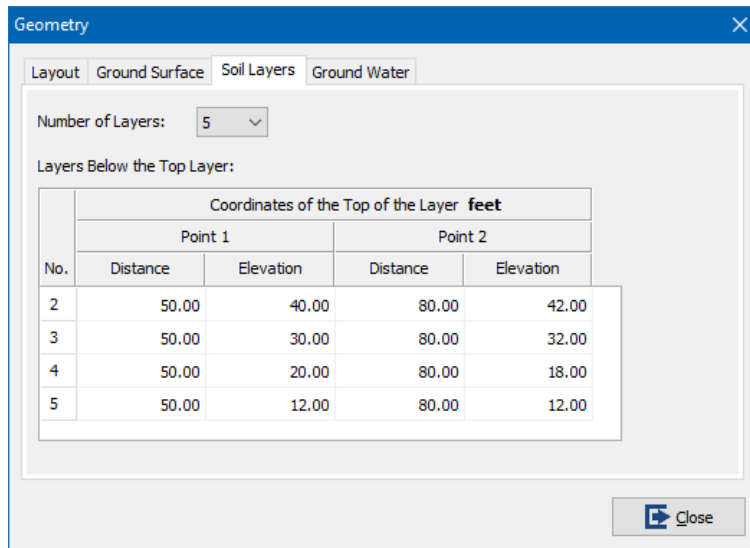 Geometry
Layout Ground Surface Soil Layers Ground Water
Number of Layers: 5
Layers Below the Top Layer:
Coordinates of the Top of the Layer feet
Point 1 Point 2
No. Distance Elevation Distance Elevation
2 50.00 40.00 80.00 42.00
3 50.00 30.00 80.00 32.00
4 50.00 20.00 80.00 18.00
5 50.00 12.00 80.00 12.00
Close